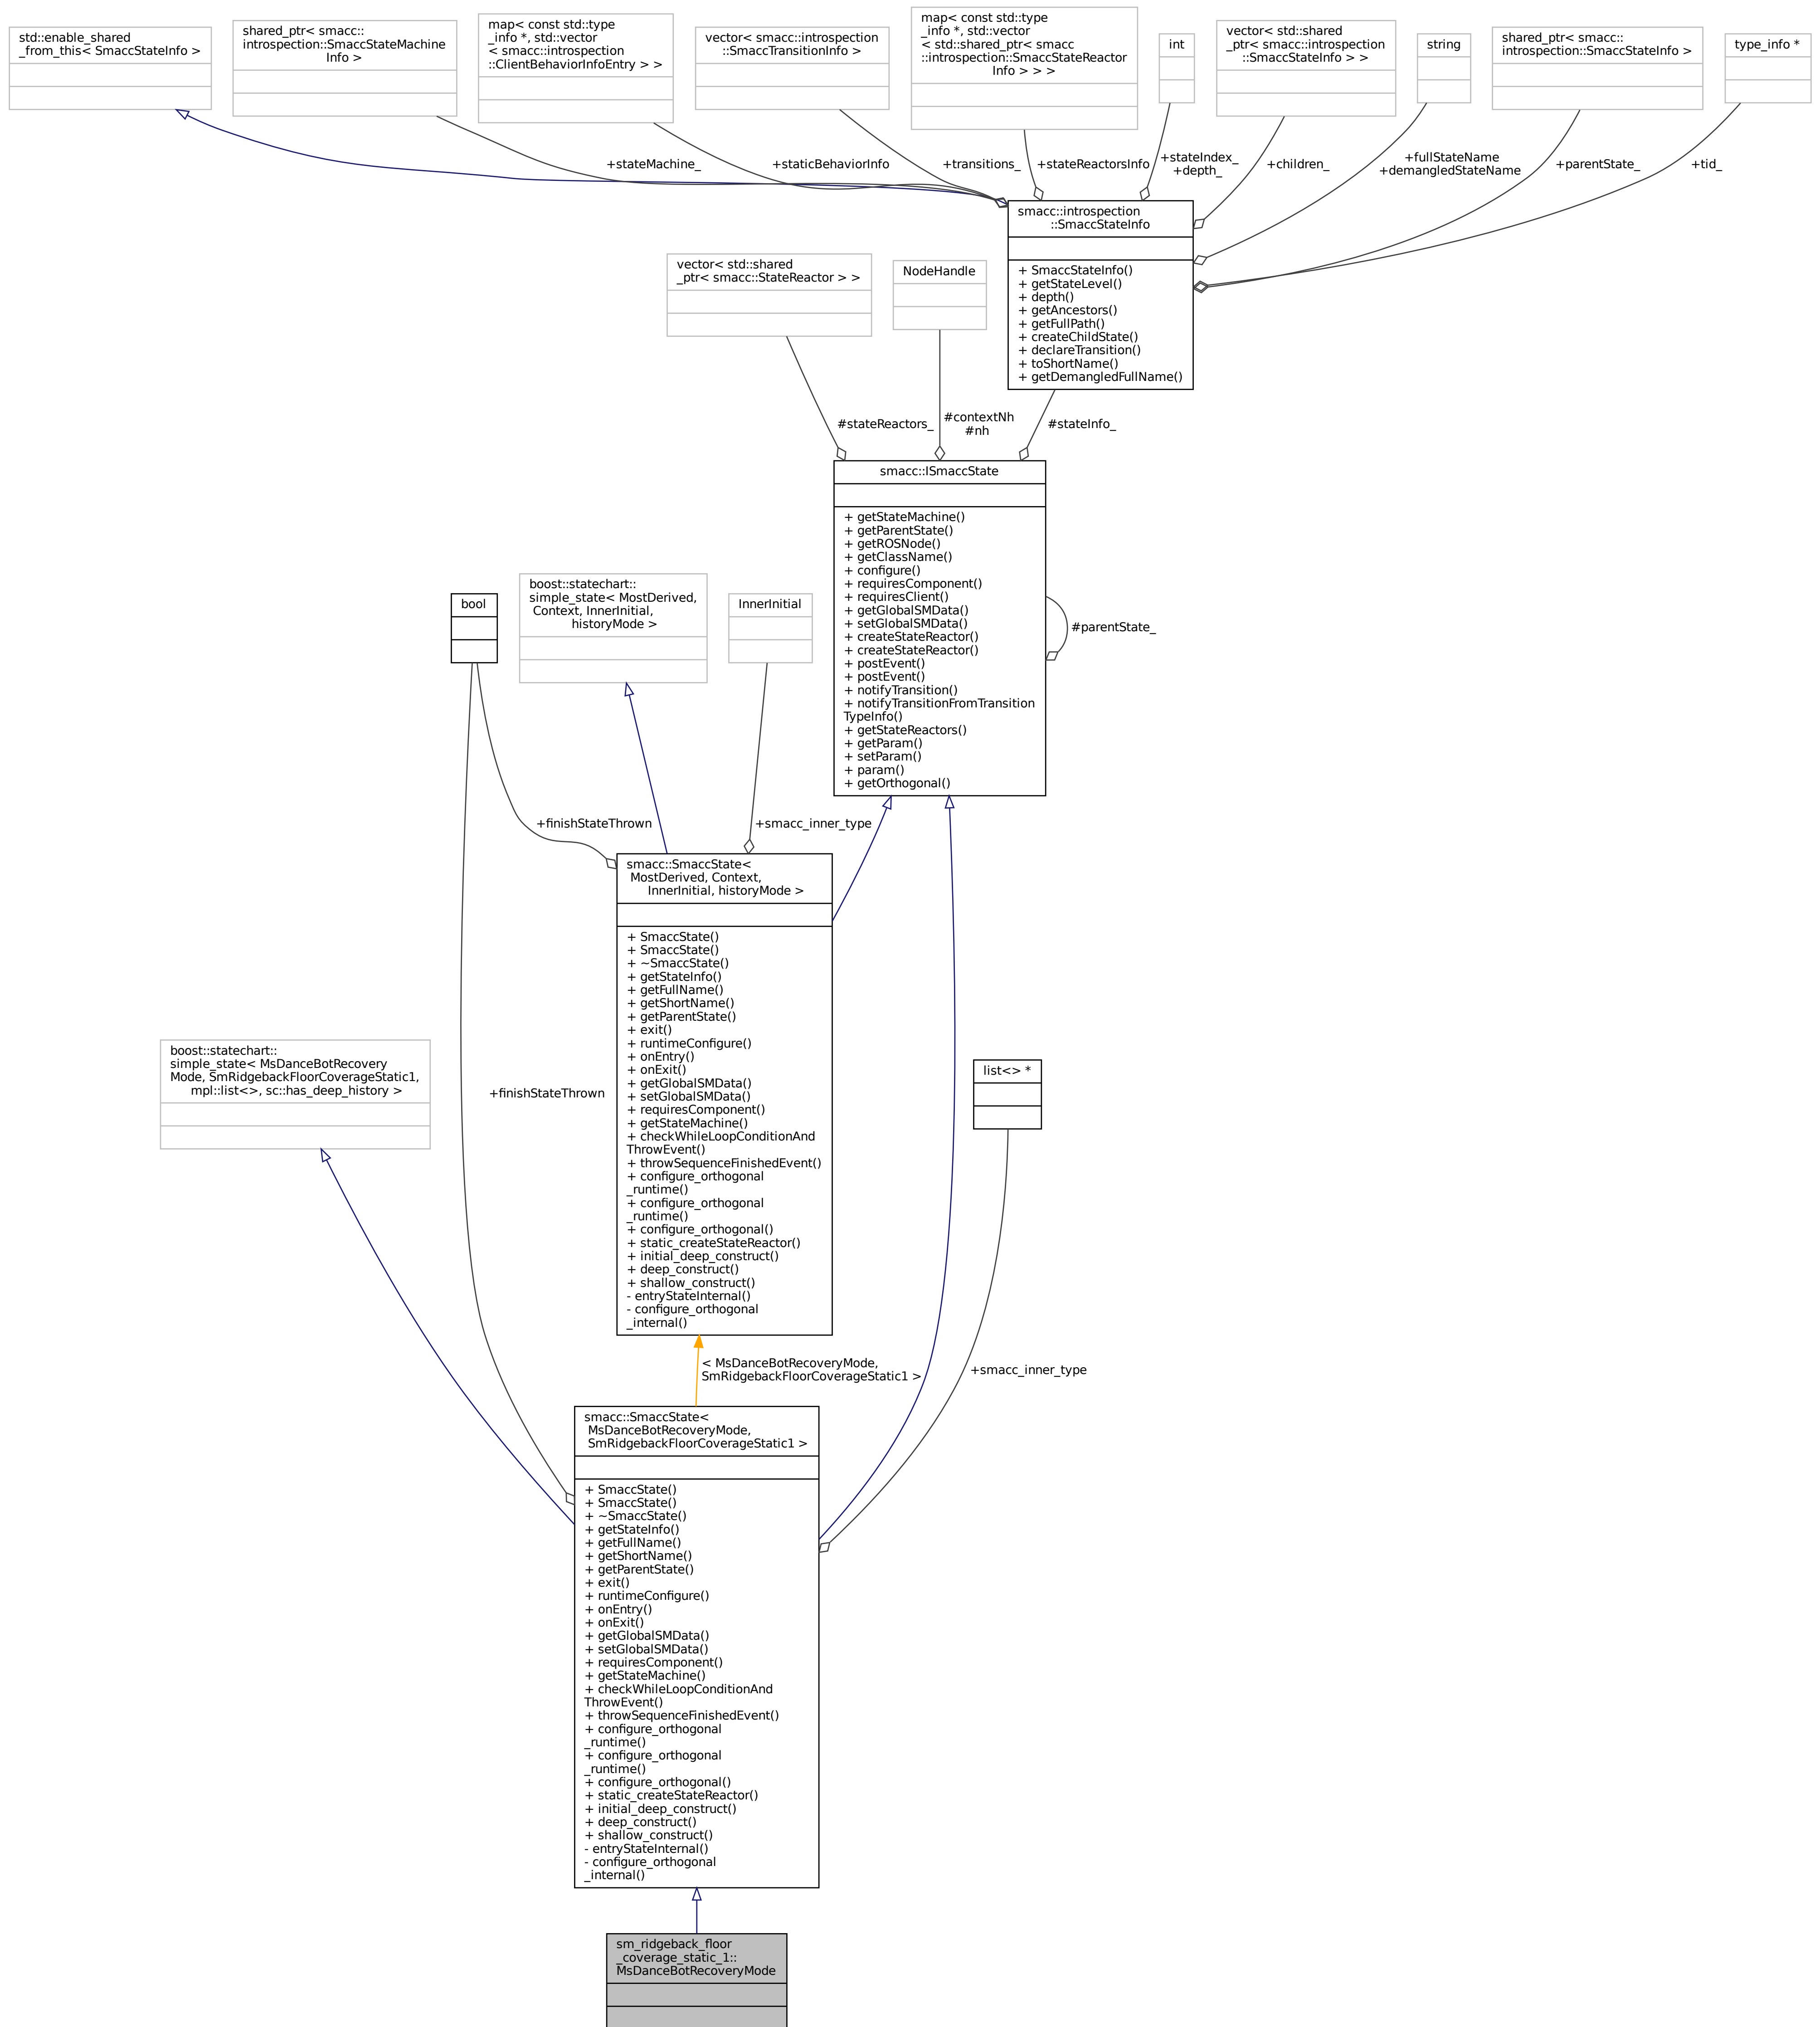 std::enable_shared
_from_this< SmaccStateInfo >
shared_ptr< smacc::
introspection::SmaccStateMachine
Info >
map< const std::type
_info *, std::vector
< smacc::introspection
::ClientBehaviorInfoEntry > >
vector< smacc::introspection
::SmaccTransitionInfo >
map< const std::type
_info *, std::vector
< std::shared_ptr< smacc
::introspection::SmaccStateReactor
Info > > >
int
vector< std::shared
_ptr< smacc::introspection
::SmaccStateInfo > >
string
shared_ptr< smacc::
introspection::SmaccStateInfo >
type_info *
+stateMachine_
+staticBehaviorInfo
+transitions_
+stateReactorsInfo
+stateIndex_
+depth_
+children_
+fullStateName
+demangledStateName
+parentState_
+tid_
smacc::introspection
::SmaccStateInfo
+ SmaccStateInfo()
+ getStateLevel()
+ depth()
+ getAncestors()
+ getFullPath()
+ createChildState()
+ declareTransition()
+ toShortName()
+ getDemangledFullName()
vector< std::shared
_ptr< smacc::StateReactor > >
NodeHandle
#stateReactors_
#contextNh
#nh
#stateInfo_
smacc::ISmaccState
+ getStateMachine()
+ getParentState()
+ getROSNode()
+ getClassName()
+ configure()
+ requiresComponent()
+ requiresClient()
+ getGlobalSMData()
+ setGlobalSMData()
+ createStateReactor()
+ createStateReactor()
+ postEvent()
+ postEvent()
+ notifyTransition()
+ notifyTransitionFromTransition
TypeInfo()
+ getStateReactors()
+ getParam()
+ setParam()
+ param()
+ getOrthogonal()
#parentState_
bool
boost::statechart::
simple_state< MostDerived,
Context, InnerInitial,
historyMode >
InnerInitial
+finishStateThrown
+smacc_inner_type
smacc::SmaccState<
MostDerived, Context,
InnerInitial, historyMode >
+ SmaccState()
+ SmaccState()
+ ~SmaccState()
+ getStateInfo()
+ getFullName()
+ getShortName()
+ getParentState()
+ exit()
+ runtimeConfigure()
+ onEntry()
+ onExit()
+ getGlobalSMData()
+ setGlobalSMData()
+ requiresComponent()
+ getStateMachine()
+ checkWhileLoopConditionAnd
ThrowEvent()
+ throwSequenceFinishedEvent()
+ configure_orthogonal
_runtime()
+ configure_orthogonal
_runtime()
+ configure_orthogonal()
+ static_createStateReactor()
+ initial_deep_construct()
+ deep_construct()
+ shallow_construct()
- entryStateInternal()
- configure_orthogonal
_internal()
boost::statechart::
simple_state< MsDanceBotRecovery
Mode, SmRidgebackFloorCoverageStatic1,
mpl::list<>, sc::has_deep_history >
+finishStateThrown
list<> *
< MsDanceBotRecoveryMode,
SmRidgebackFloorCoverageStatic1 >
+smacc_inner_type
smacc::SmaccState<
MsDanceBotRecoveryMode,
SmRidgebackFloorCoverageStatic1 >
+ SmaccState()
+ SmaccState()
+ ~SmaccState()
+ getStateInfo()
+ getFullName()
+ getShortName()
+ getParentState()
+ exit()
+ runtimeConfigure()
+ onEntry()
+ onExit()
+ getGlobalSMData()
+ setGlobalSMData()
+ requiresComponent()
+ getStateMachine()
+ checkWhileLoopConditionAnd
ThrowEvent()
+ throwSequenceFinishedEvent()
+ configure_orthogonal
_runtime()
+ configure_orthogonal
_runtime()
+ configure_orthogonal()
+ static_createStateReactor()
+ initial_deep_construct()
+ deep_construct()
+ shallow_construct()
- entryStateInternal()
- configure_orthogonal
_internal()
sm_ridgeback_floor
_coverage_static_1::
MsDanceBotRecoveryMode